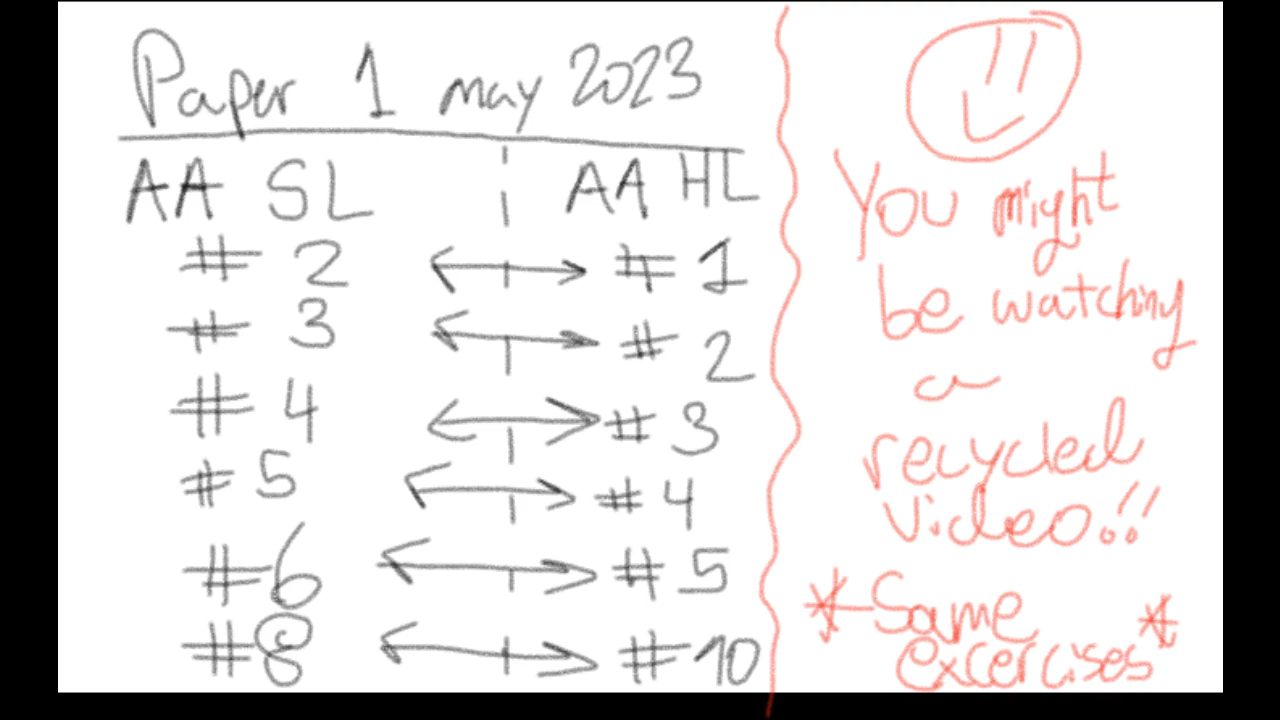 Paper 1 may 2023
AA SL AA HL
# 2 ↔ # 1
# 3 ↔ # 2
# 4 ↔ # 3
# 5 ↔ # 4
# 6 ↔ # 5
# 8 ↔ # 10
You might
be watching
a
recycled
video!!
*Same
excercises*